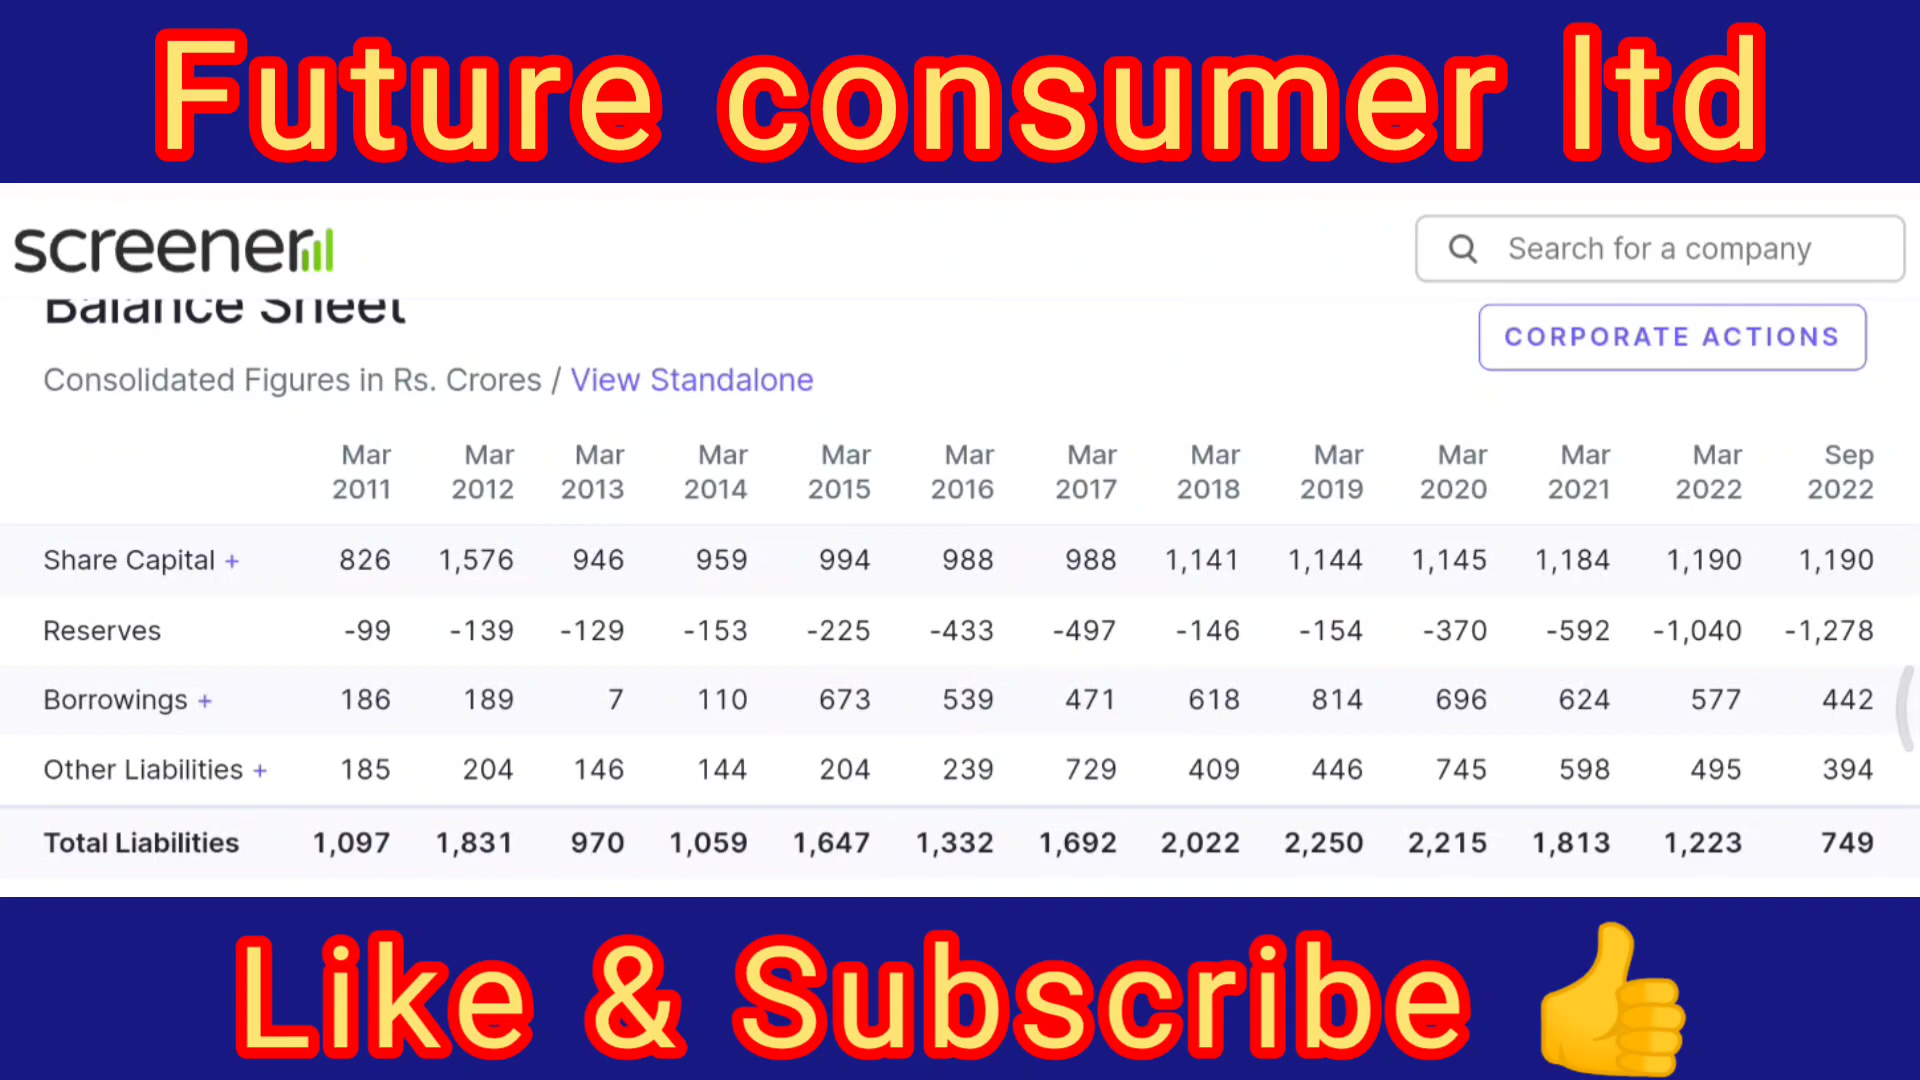 Future consumer ltd
screener
Search for a company
Balance Sheet
CORPORATE ACTIONS
Consolidated Figures in Rs. Crores / View Standalone
Mar 2011 Mar 2012 Mar 2013 Mar 2014 Mar 2015 Mar 2016 Mar 2017 Mar 2018 Mar 2019 Mar 2020 Mar 2021 Mar 2022 Sep 2022
Share Capital + 826 1,576 946 959 994 988 988 1,141 1,144 1,145 1,184 1,190 1,190
Reserves -99 -139 -129 -153 -225 -433 -497 -146 -154 -370 -592 -1,040 -1,278
Borrowings + 186 189 7 110 673 539 471 618 814 696 624 577 442
Other Liabilities + 185 204 146 144 204 239 729 409 446 745 598 495 394
Total Liabilities 1,097 1,831 970 1,059 1,647 1,332 1,692 2,022 2,250 2,215 1,813 1,223 749
Like & Subscribe 👍